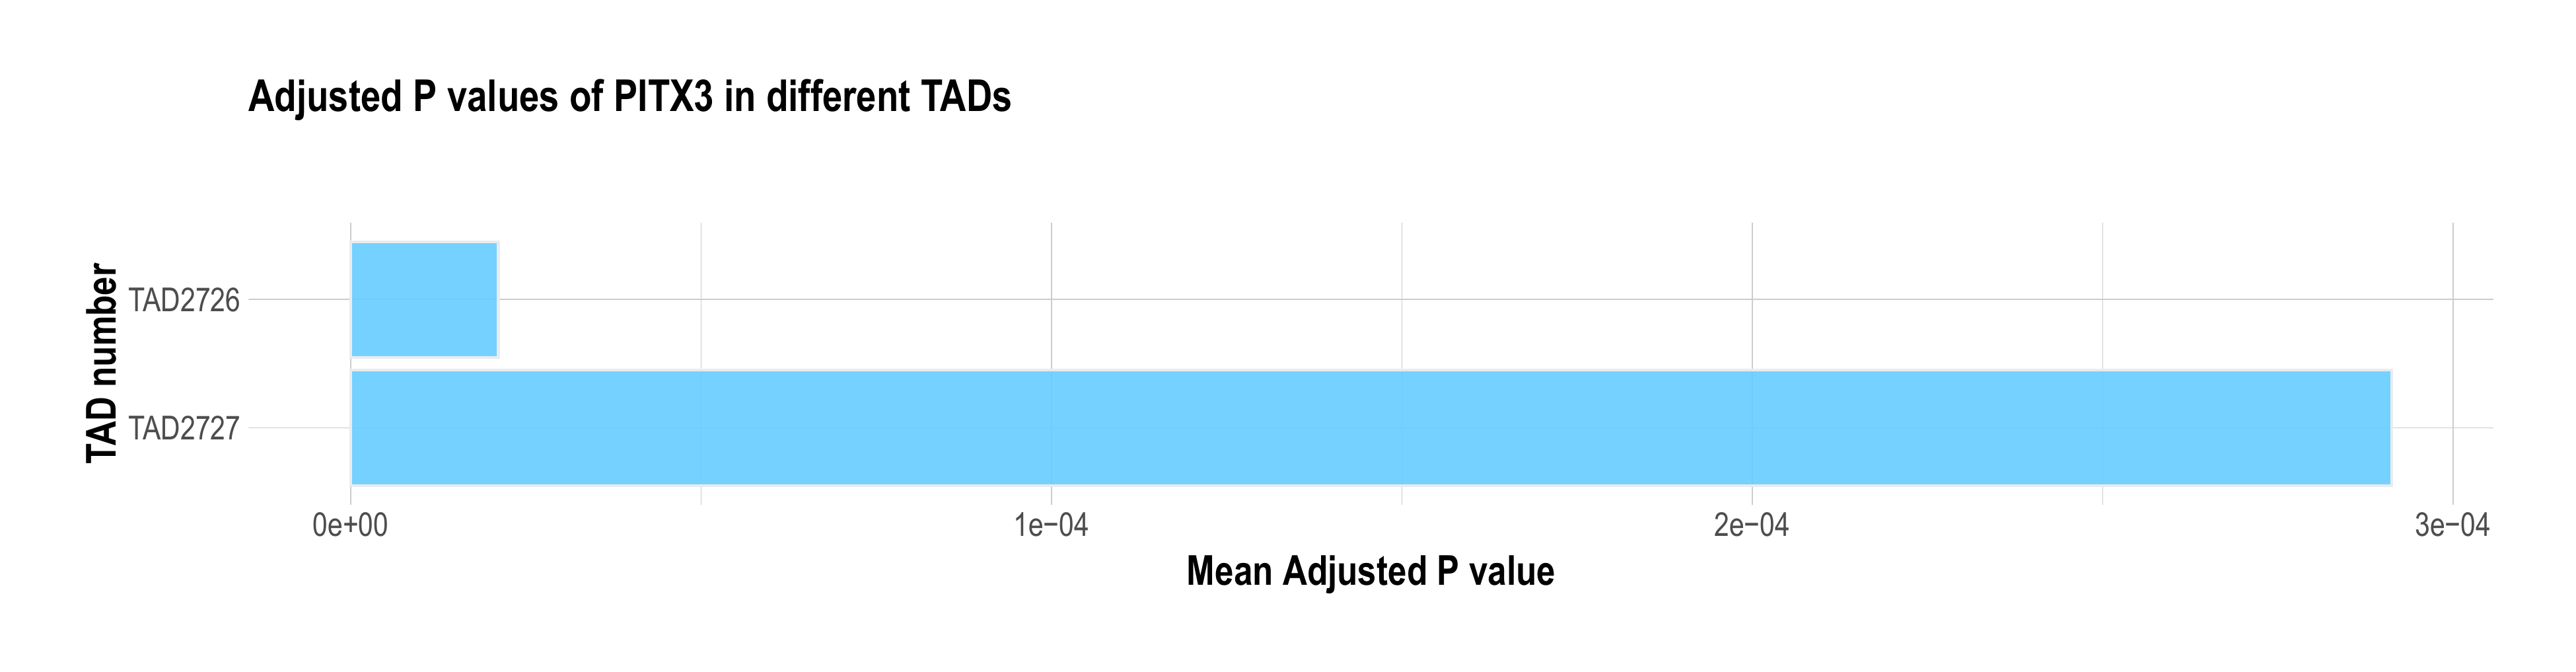 Adjusted P values of PITX3 in different TADs
TAD number
TAD2726
TAD2727
0e+00
1e−04
2e−04
3e−04
Mean Adjusted P value